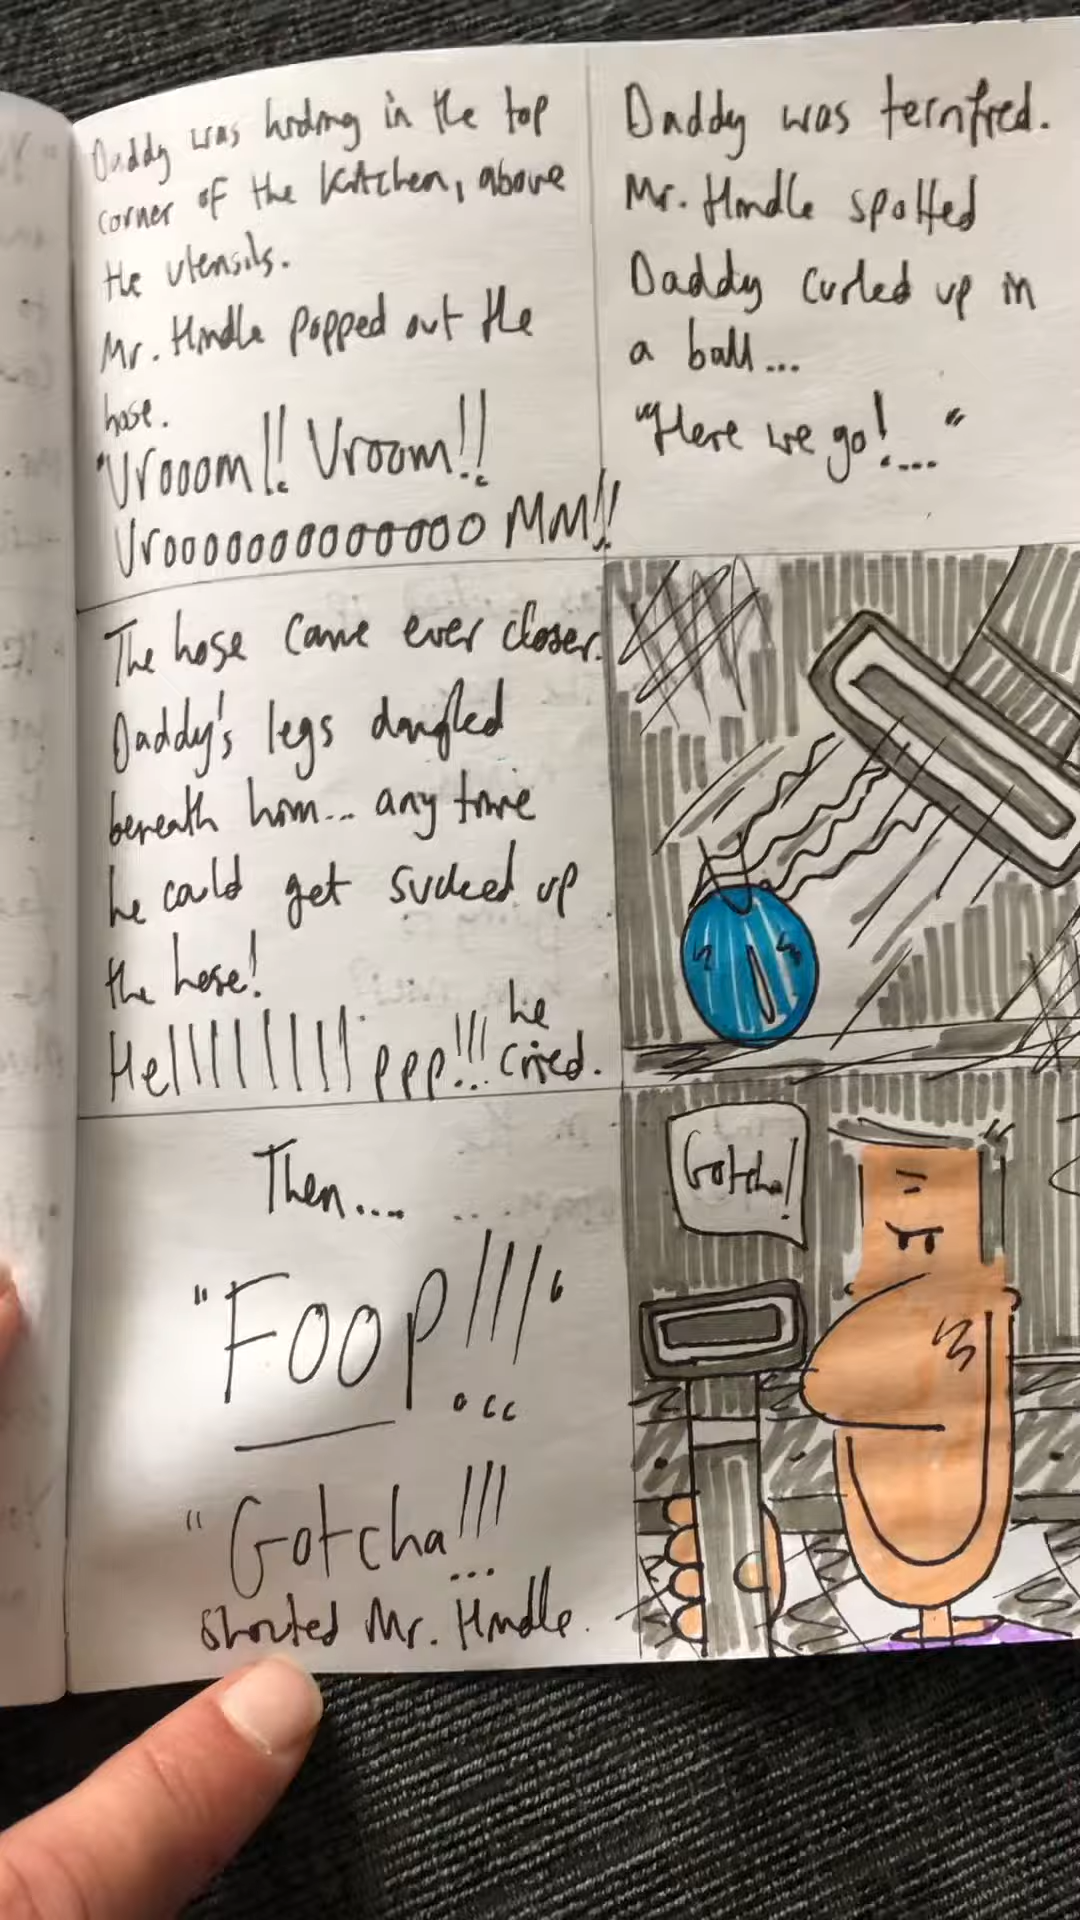 Daddy was hiding in the top
corner of the kitchen, above
the utensils.
Mr. Hindle popped out the
hose.
"Vrooom!! Vroom!!
Vrooooooooooooo MM!!
Daddy was terrified.
Mr. Hindle spotted
Daddy curled up in
a ball...
"Here we go!...."
The hose came ever closer.
Daddy's legs dangled
beneath him... any time
he could get sucked up
the hose!
Hellllllllll ppp!!! he
cried.
Then....
"Foop!!!"
"Gotcha!!!
shouted Mr. Hindle.
Gotcha!